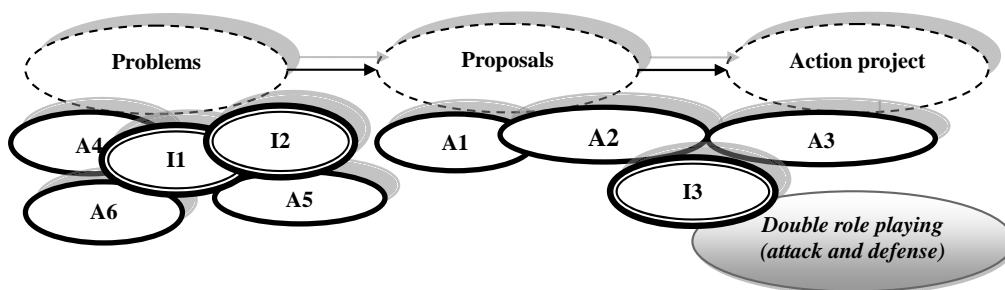 Problems
Proposals
Action project
A4
I1
I2
A1
A2
A3
A6
A5
I3
Double role playing
(attack and defense)